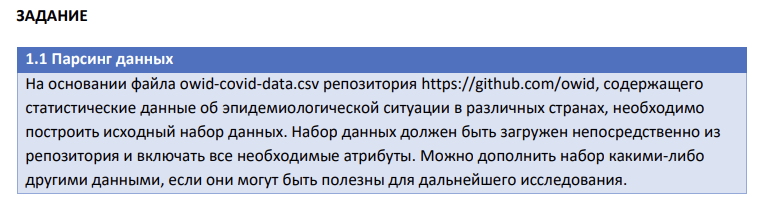 ЗАДАНИЕ
1.1 Парсинг данных
На основании файла owid-covid-data.csv репозитория https://github.com/owid, содержащего
статистические данные об эпидемиологической ситуации в различных странах, необходимо
построить исходный набор данных. Набор данных должен быть загружен непосредственно из
репозитория и включать все необходимые атрибуты. Можно дополнить набор какими-либо
другими данными, если они могут быть полезны для дальнейшего исследования.